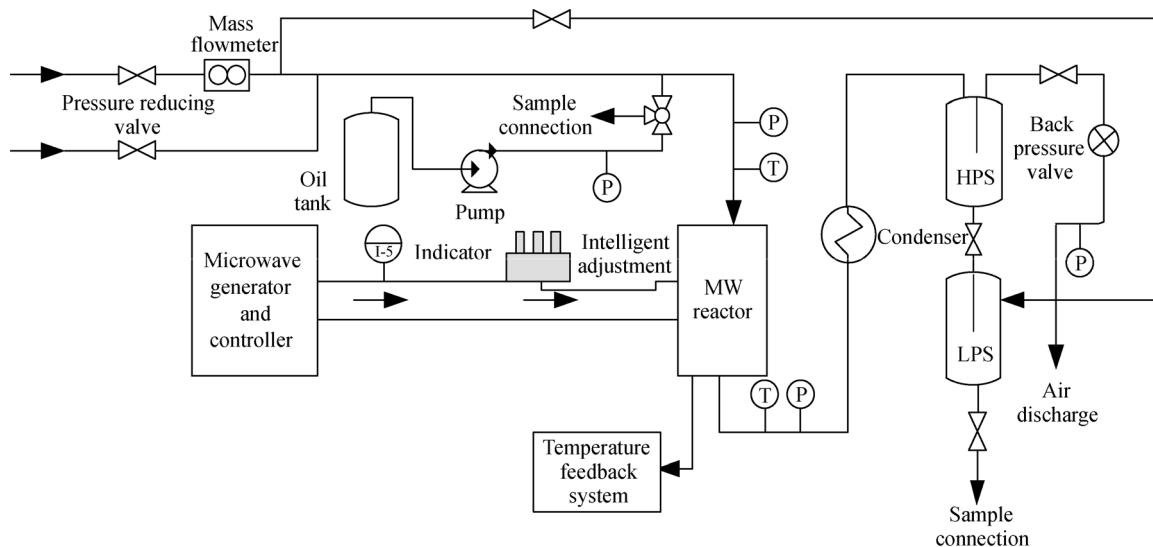 Mass
flowmeter
Pressure reducing
valve
Sample
connection
P
T
Oil
tank
Pump
P
HPS
Back
pressure
valve
Condenser
P
Microwave
generator
and
controller
I-5
Indicator
Intelligent
adjustment
MW
reactor
LPS
T
P
Air
discharge
Temperature
feedback
system
Sample
connection